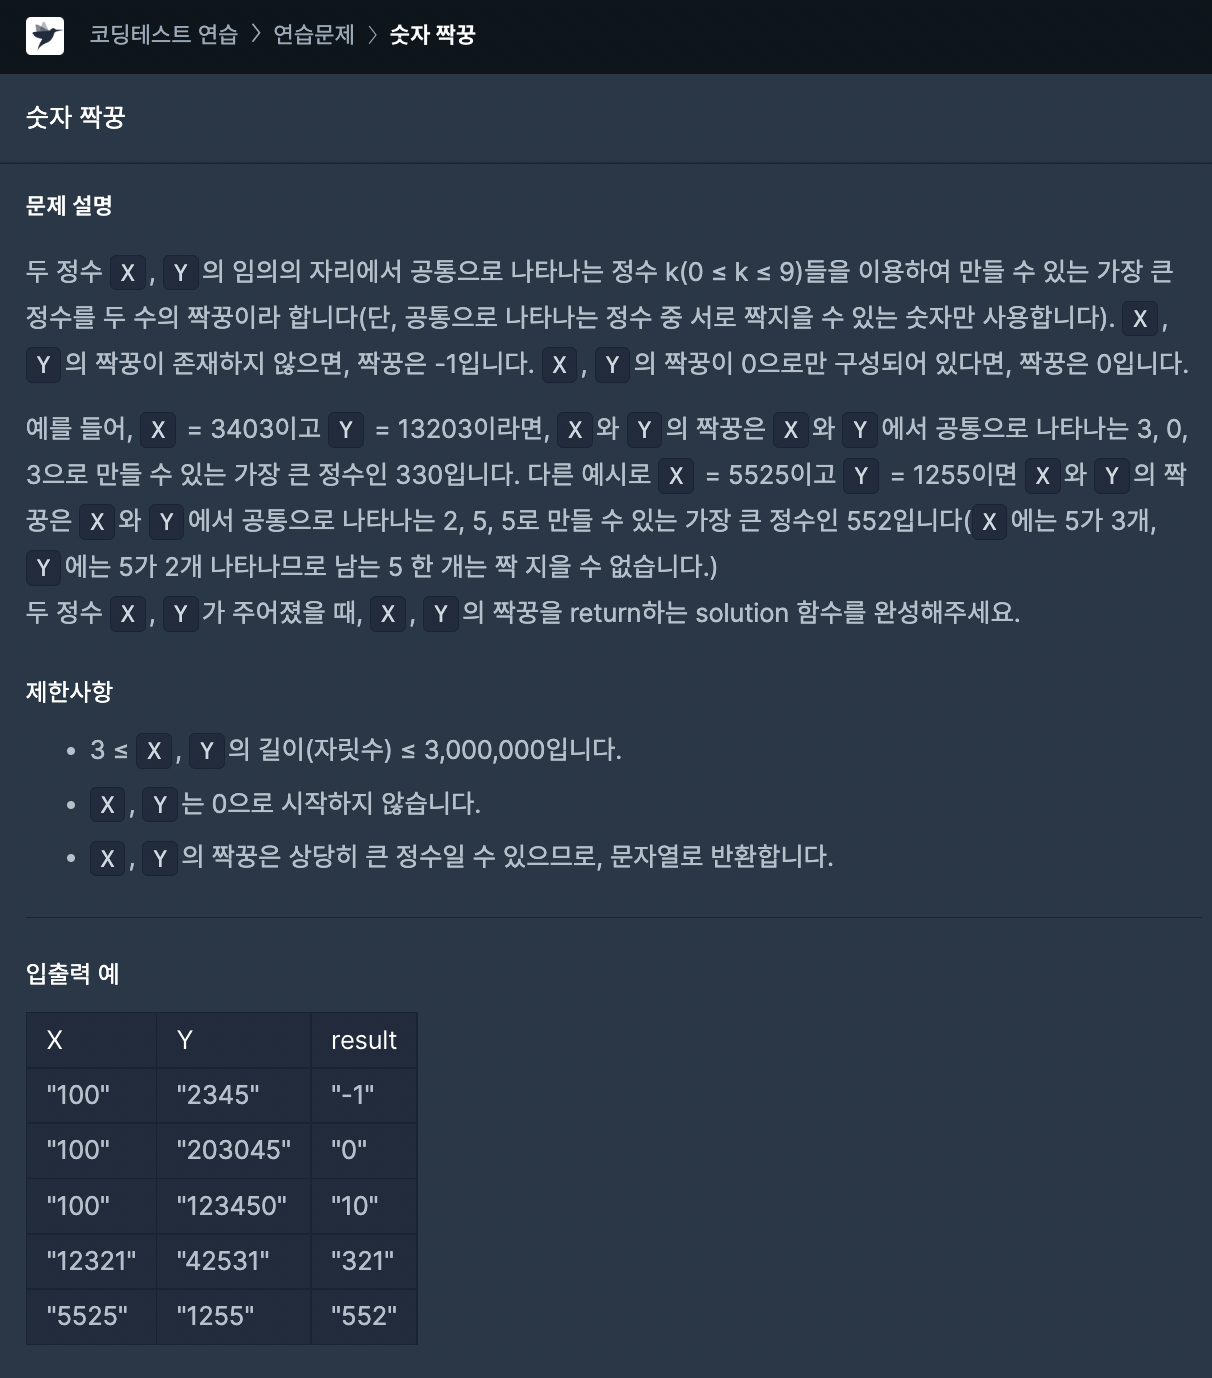 코딩테스트 연습 > 연습문제 > 숫자 짝꿍
숫자 짝꿍
문제 설명
두 정수 X, Y의 임의의 자리에서 공통으로 나타나는 정수 k(0 ≤ k ≤ 9)들을 이용하여 만들 수 있는 가장 큰
정수를 두 수의 짝꿍이라 합니다(단, 공통으로 나타나는 정수 중 서로 짝지을 수 있는 숫자만 사용합니다). X,
Y의 짝꿍이 존재하지 않으면, 짝꿍은 -1입니다. X, Y의 짝꿍이 0으로만 구성되어 있다면, 짝꿍은 0입니다.
예를 들어, X = 3403이고 Y = 13203이라면, X와 Y의 짝꿍은 X와 Y에서 공통으로 나타나는 3, 0,
3으로 만들 수 있는 가장 큰 정수인 330입니다. 다른 예시로 X = 5525이고 Y = 1255이면 X와 Y의 짝
꿍은 X와 Y에서 공통으로 나타나는 2, 5, 5로 만들 수 있는 가장 큰 정수인 552입니다(X에는 5가 3개,
Y에는 5가 2개 나타나므로 남는 5 한 개는 짝 지을 수 없습니다.)
두 정수 X, Y가 주어졌을 때, X, Y의 짝꿍을 return하는 solution 함수를 완성해주세요.
제한사항
• 3 ≤ X, Y의 길이(자릿수) ≤ 3,000,000입니다.
• X, Y는 0으로 시작하지 않습니다.
• X, Y의 짝꿍은 상당히 큰 정수일 수 있으므로, 문자열로 반환합니다.
입출력 예
X Y result
"100" "2345" "-1"
"100" "203045" "0"
"100" "123450" "10"
"12321" "42531" "321"
"5525" "1255" "552"